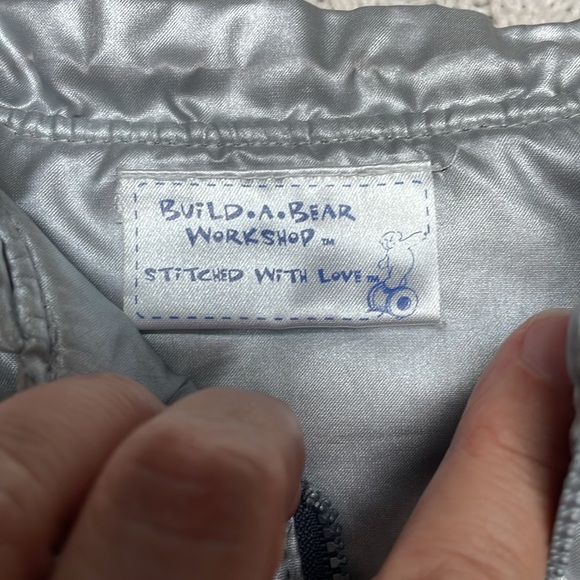 BUILD.A.BEAR
WORKSHOP™
STITCHED WITH LOVE™